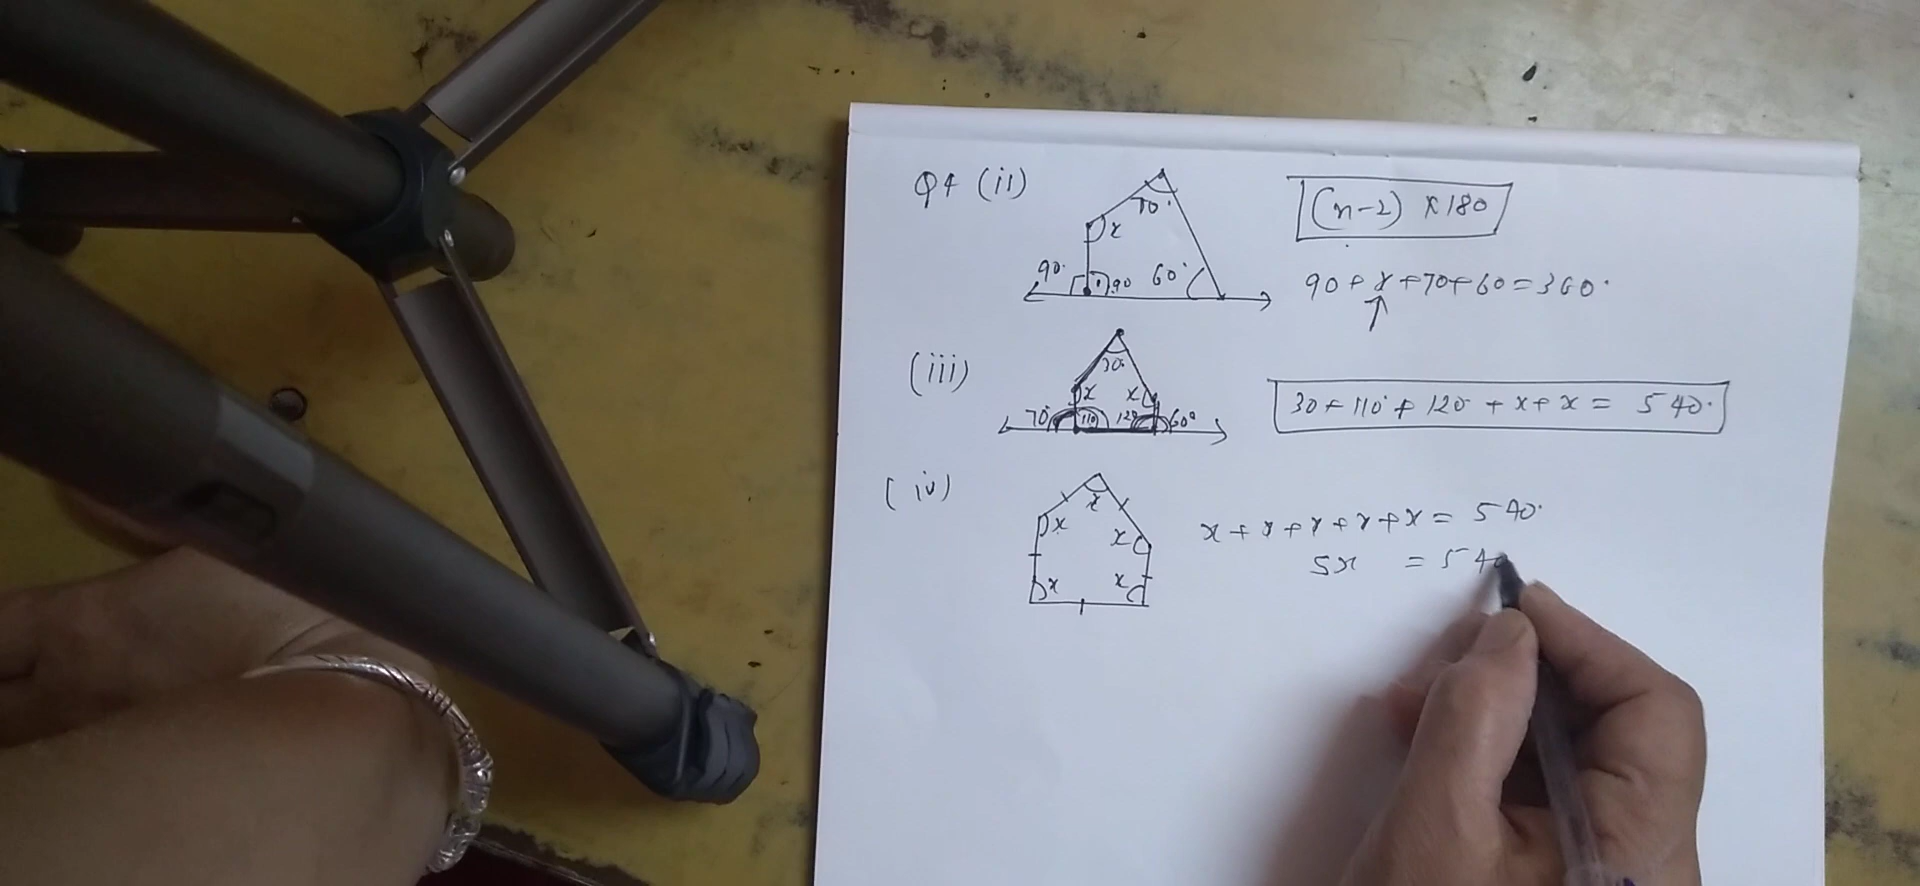 Q4 (ii)
70°
x
90°
90
60°
(n-2) x180
90 + x + 70 + 60 = 360°
(iii)
30°
x
x
70°
110
120
60°
30 + 110° + 120 + x + x = 540°
(iv)
x
x
x
x
x
x + x + x + x + x = 540°
5x = 540